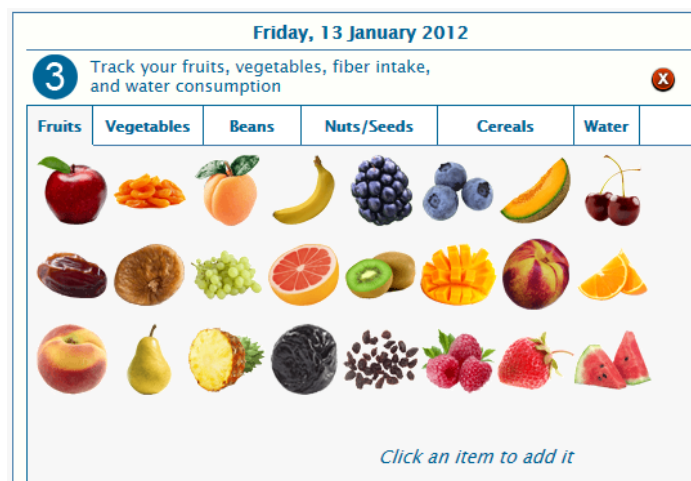 Friday, 13 January 2012
3 Track your fruits, vegetables, fiber intake,
and water consumption
X
Fruits Vegetables Beans Nuts/Seeds Cereals Water
Click an item to add it